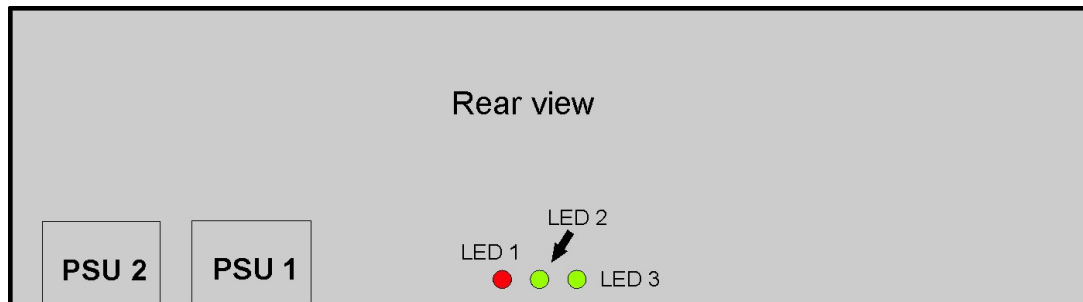 Rear view
LED 2
LED 1
LED 3
PSU 2
PSU 1